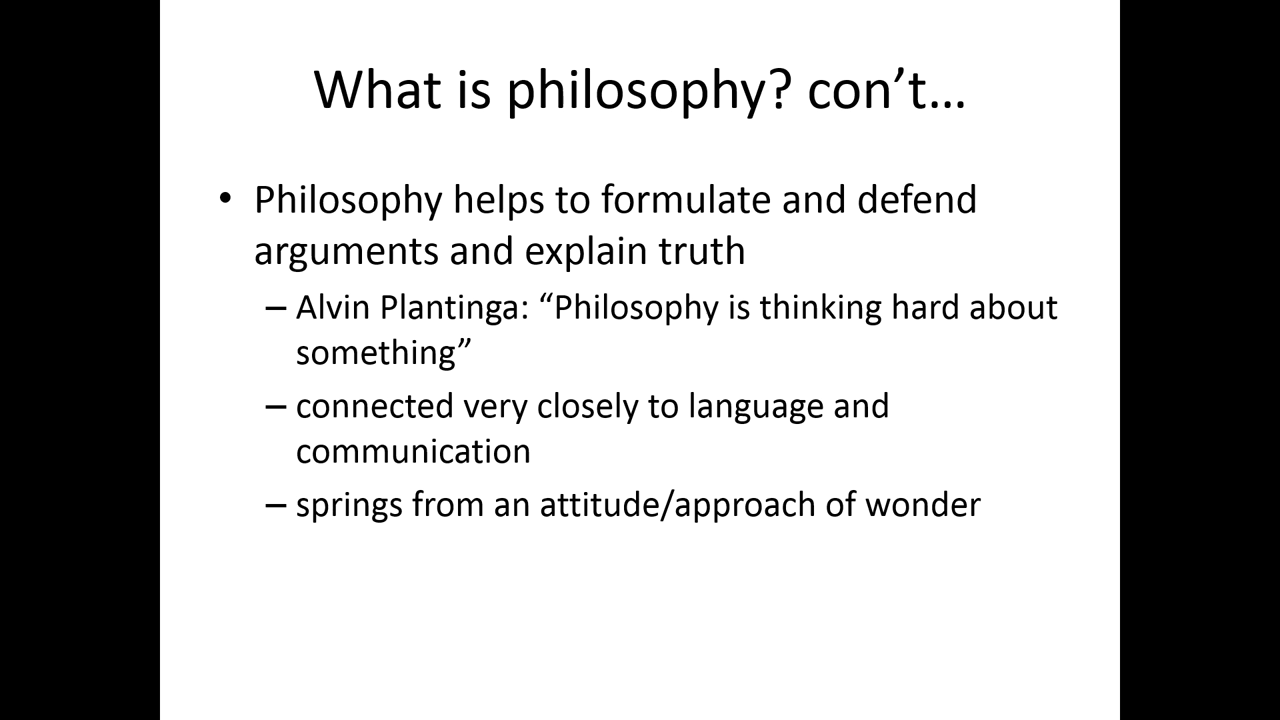 What is philosophy? con’t…
• Philosophy helps to formulate and defend
arguments and explain truth
– Alvin Plantinga: “Philosophy is thinking hard about
something”
– connected very closely to language and
communication
– springs from an attitude/approach of wonder